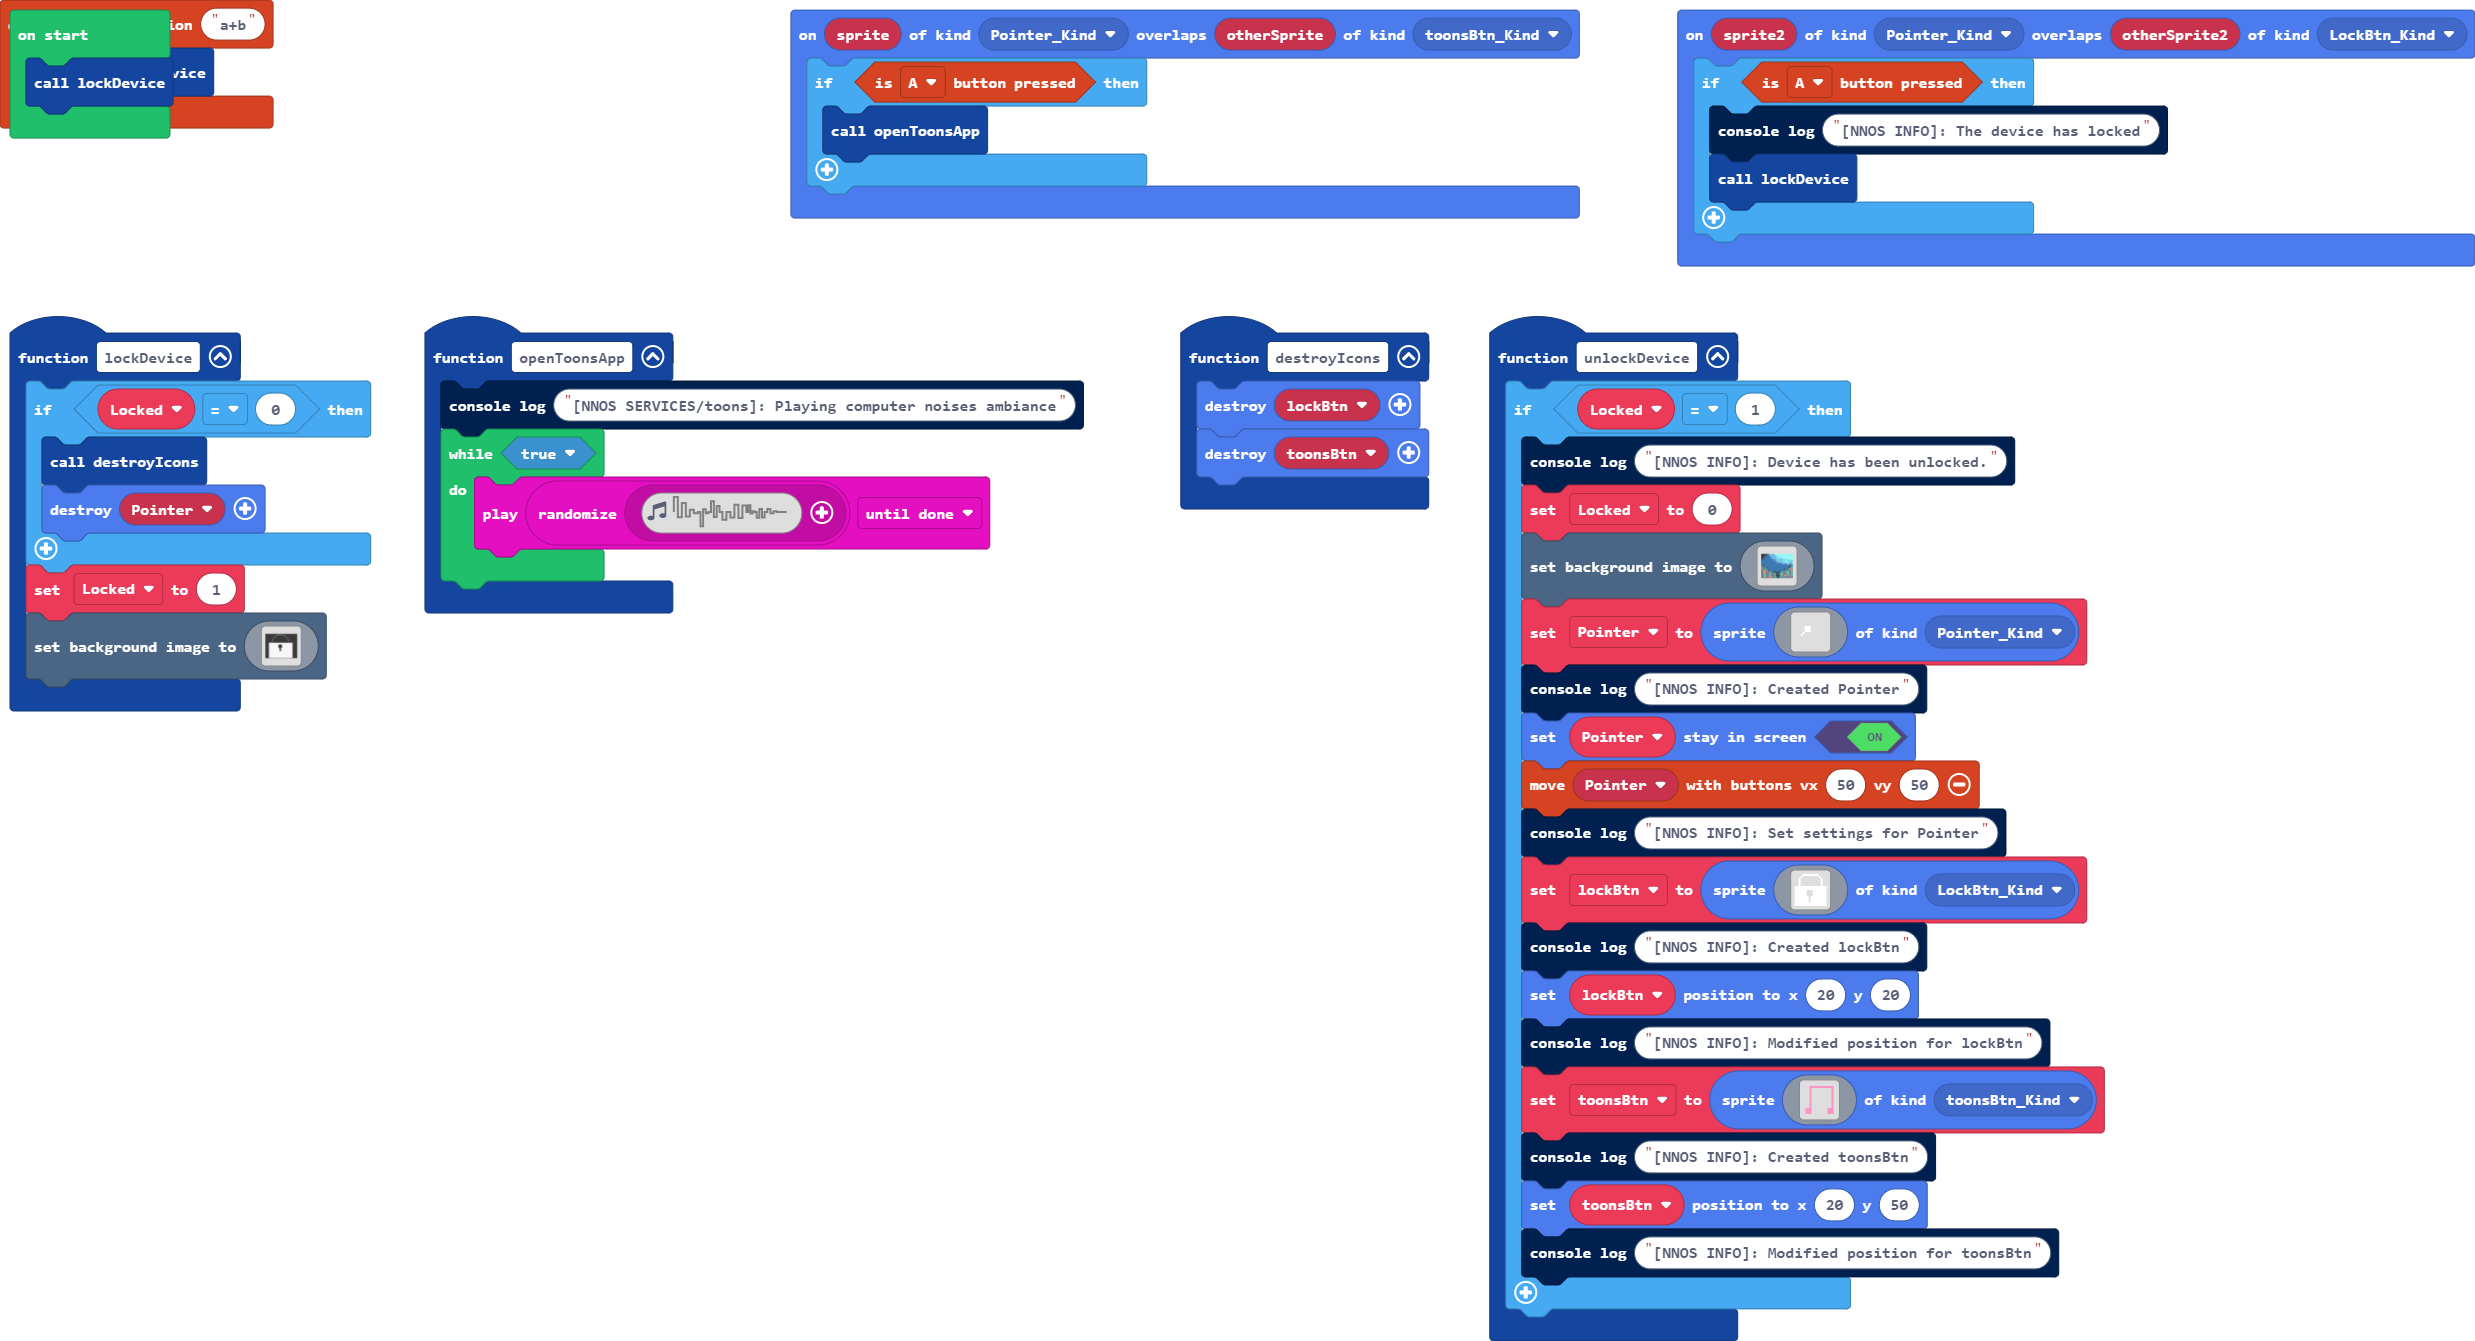 ion "a+b"
on start
vice
call lockDevice
on sprite of kind Pointer_Kind overlaps otherSprite of kind toonsBtn_Kind
if is A button pressed then
call openToonsApp
on sprite2 of kind Pointer_Kind overlaps otherSprite2 of kind LockBtn_Kind
if is A button pressed then
console log "[NNOS INFO]: The device has locked"
call lockDevice
function lockDevice
if Locked = 0 then
call destroyIcons
destroy Pointer
set Locked to 1
set background image to
function openToonsApp
console log "[NNOS SERVICES/toons]: Playing computer noises ambiance"
while true
do
play randomize until done
function destroyIcons
destroy lockBtn
destroy toonsBtn
function unlockDevice
if Locked = 1 then
console log "[NNOS INFO]: Device has been unlocked."
set Locked to 0
set background image to
set Pointer to sprite of kind Pointer_Kind
console log "[NNOS INFO]: Created Pointer"
set Pointer stay in screen ON
move Pointer with buttons vx 50 vy 50
console log "[NNOS INFO]: Set settings for Pointer"
set lockBtn to sprite of kind LockBtn_Kind
console log "[NNOS INFO]: Created lockBtn"
set lockBtn position to x 20 y 20
console log "[NNOS INFO]: Modified position for lockBtn"
set toonsBtn to sprite of kind toonsBtn_Kind
console log "[NNOS INFO]: Created toonsBtn"
set toonsBtn position to x 20 y 50
console log "[NNOS INFO]: Modified position for toonsBtn"